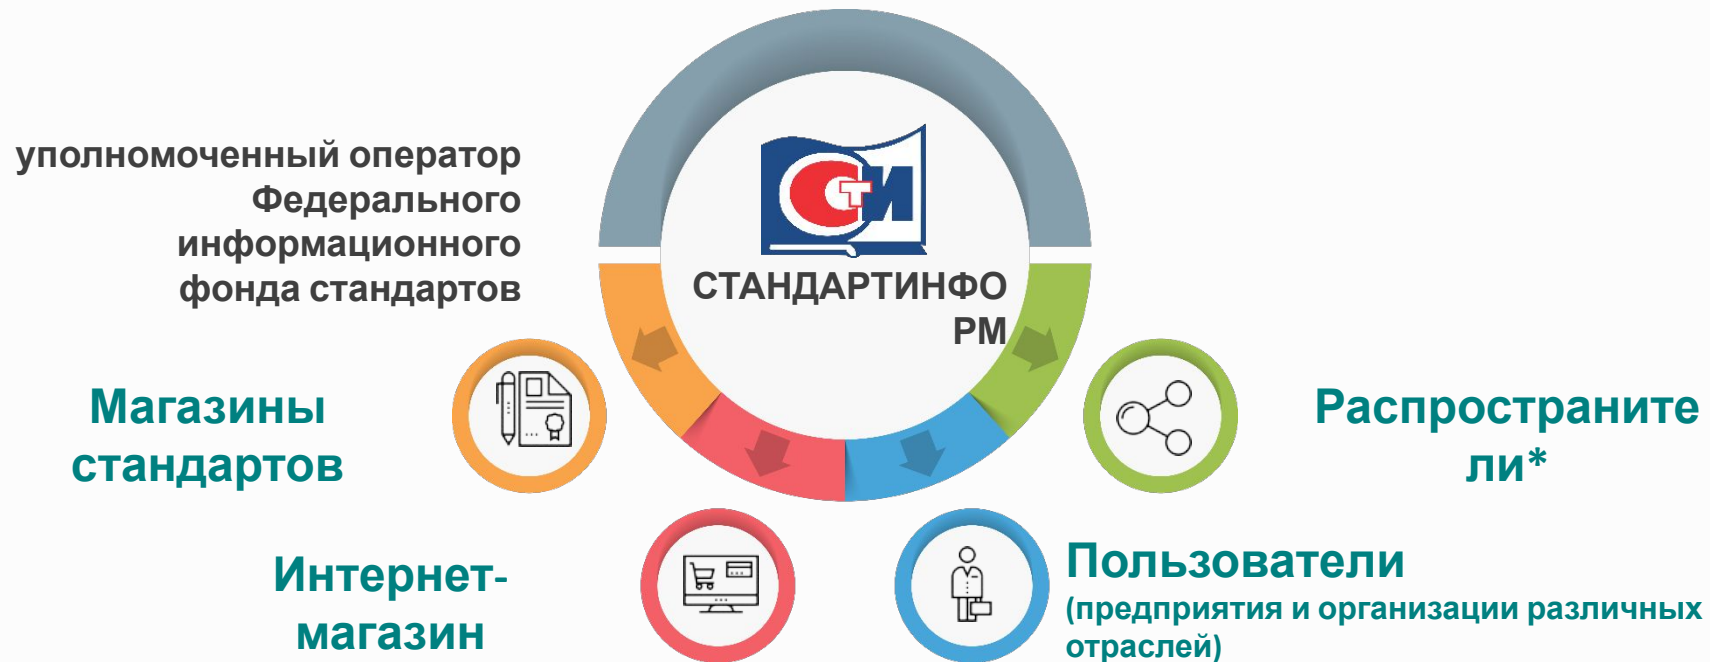 уполномоченный оператор
Федерального
информационного
фонда стандартов
СТИ
СТАНДАРТИНФО
РМ
Магазины
стандартов
Распространите
ли*
Интернет-
магазин
Пользователи
(предприятия и организации различных
отраслей)